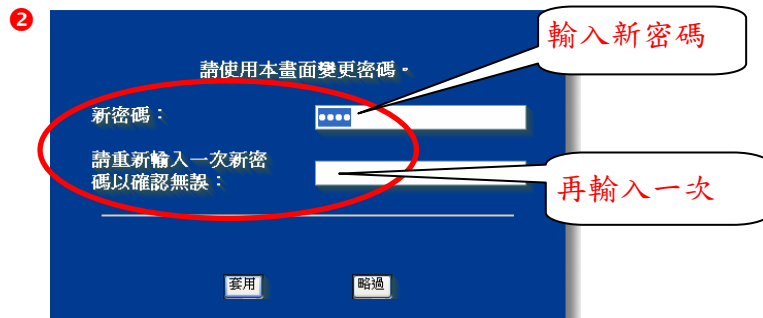 ❷
輸入新密碼
請使用本畫面變更密碼。
新密碼：
••••
請重新輸入一次新密
碼以確認無誤：
再輸入一次
套用
略過